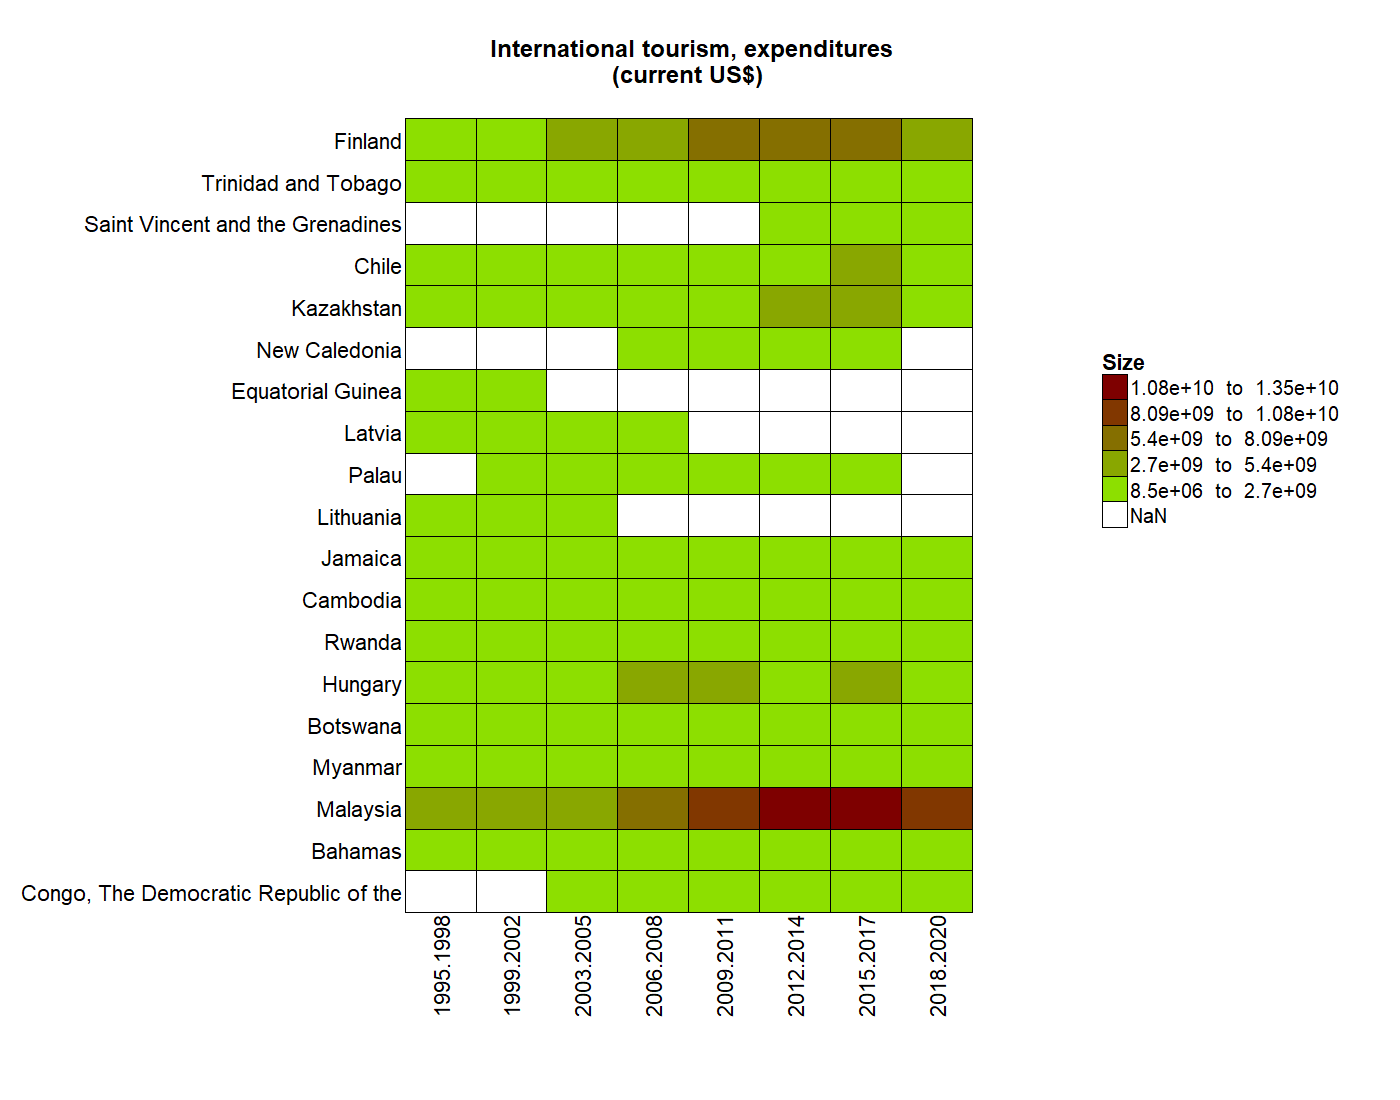 International tourism, expenditures
(current US$)
Finland
Trinidad and Tobago
Saint Vincent and the Grenadines
Chile
Kazakhstan
New Caledonia
Equatorial Guinea
Latvia
Palau
Lithuania
Jamaica
Cambodia
Rwanda
Hungary
Botswana
Myanmar
Malaysia
Bahamas
Congo, The Democratic Republic of the
1995.1998
1999.2002
2003.2005
2006.2008
2009.2011
2012.2014
2015.2017
2018.2020
Size
1.08e+10 to 1.35e+10
8.09e+09 to 1.08e+10
5.4e+09 to 8.09e+09
2.7e+09 to 5.4e+09
8.5e+06 to 2.7e+09
NaN